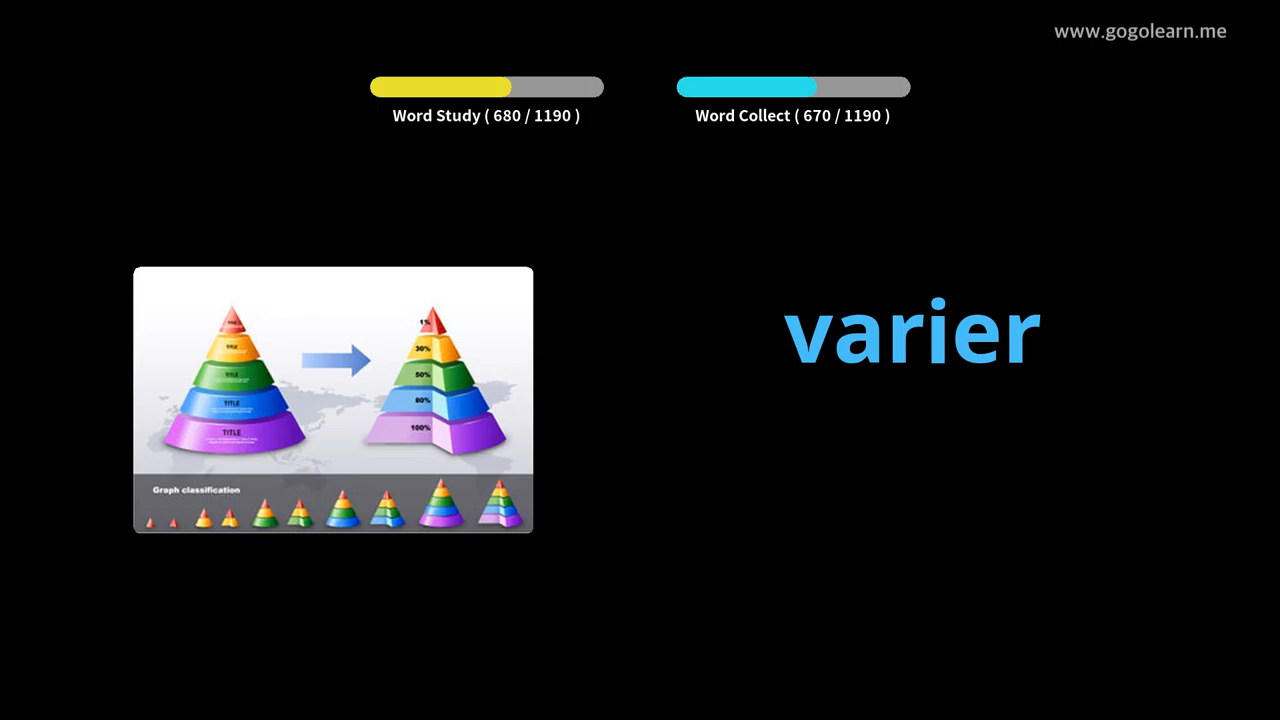 www.gogolearn.me
Word Study ( 680 / 1190 )
Word Collect ( 670 / 1190 )
varier
TITLE
TITLE
TITLE
TITLE
1%
30%
50%
80%
100%
Graph classification